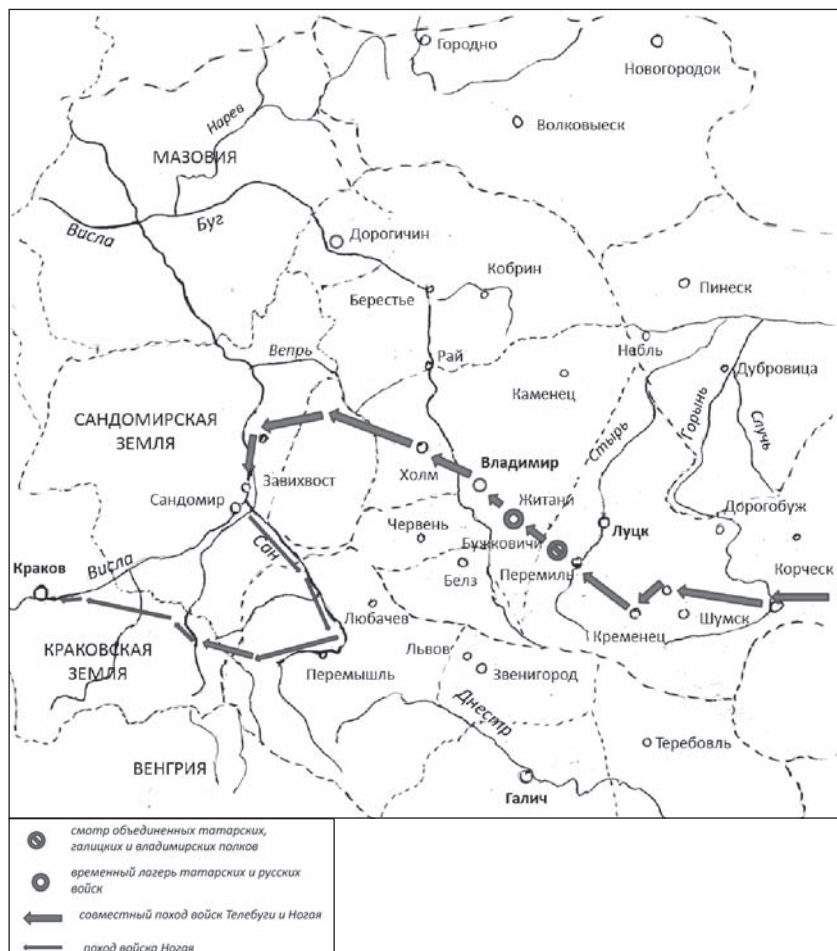 Городно
Новогородок
Нарев
Волковыеск
МАЗОВИЯ
Висла
Буг
Дорогичин
Кобрин
Берестье
Пинеск
Вепрь
Рай
Небль
Каменец
Дубровица
Стырь
Горынь
Случь
САНДОМИРСКАЯ
ЗЕМЛЯ
Холм
Владимир
Завихвост
Житани
Сандомир
Дорогобуж
Червень
Луцк
Сан
Бужковичи
Корческ
Краков
Висла
Белз
Перемиль
Любачев
Шумск
Кременец
КРАКОВСКАЯ
ЗЕМЛЯ
Львов
Перемышль
Звенигород
Днестр
ВЕНГРИЯ
Теребовль
Галич
смотр объединенных татарских,
галицких и владимирских полков
временный лагерь татарских и русских
войск
совместный поход войск Телебуги и Ногая
поход войска Ногая